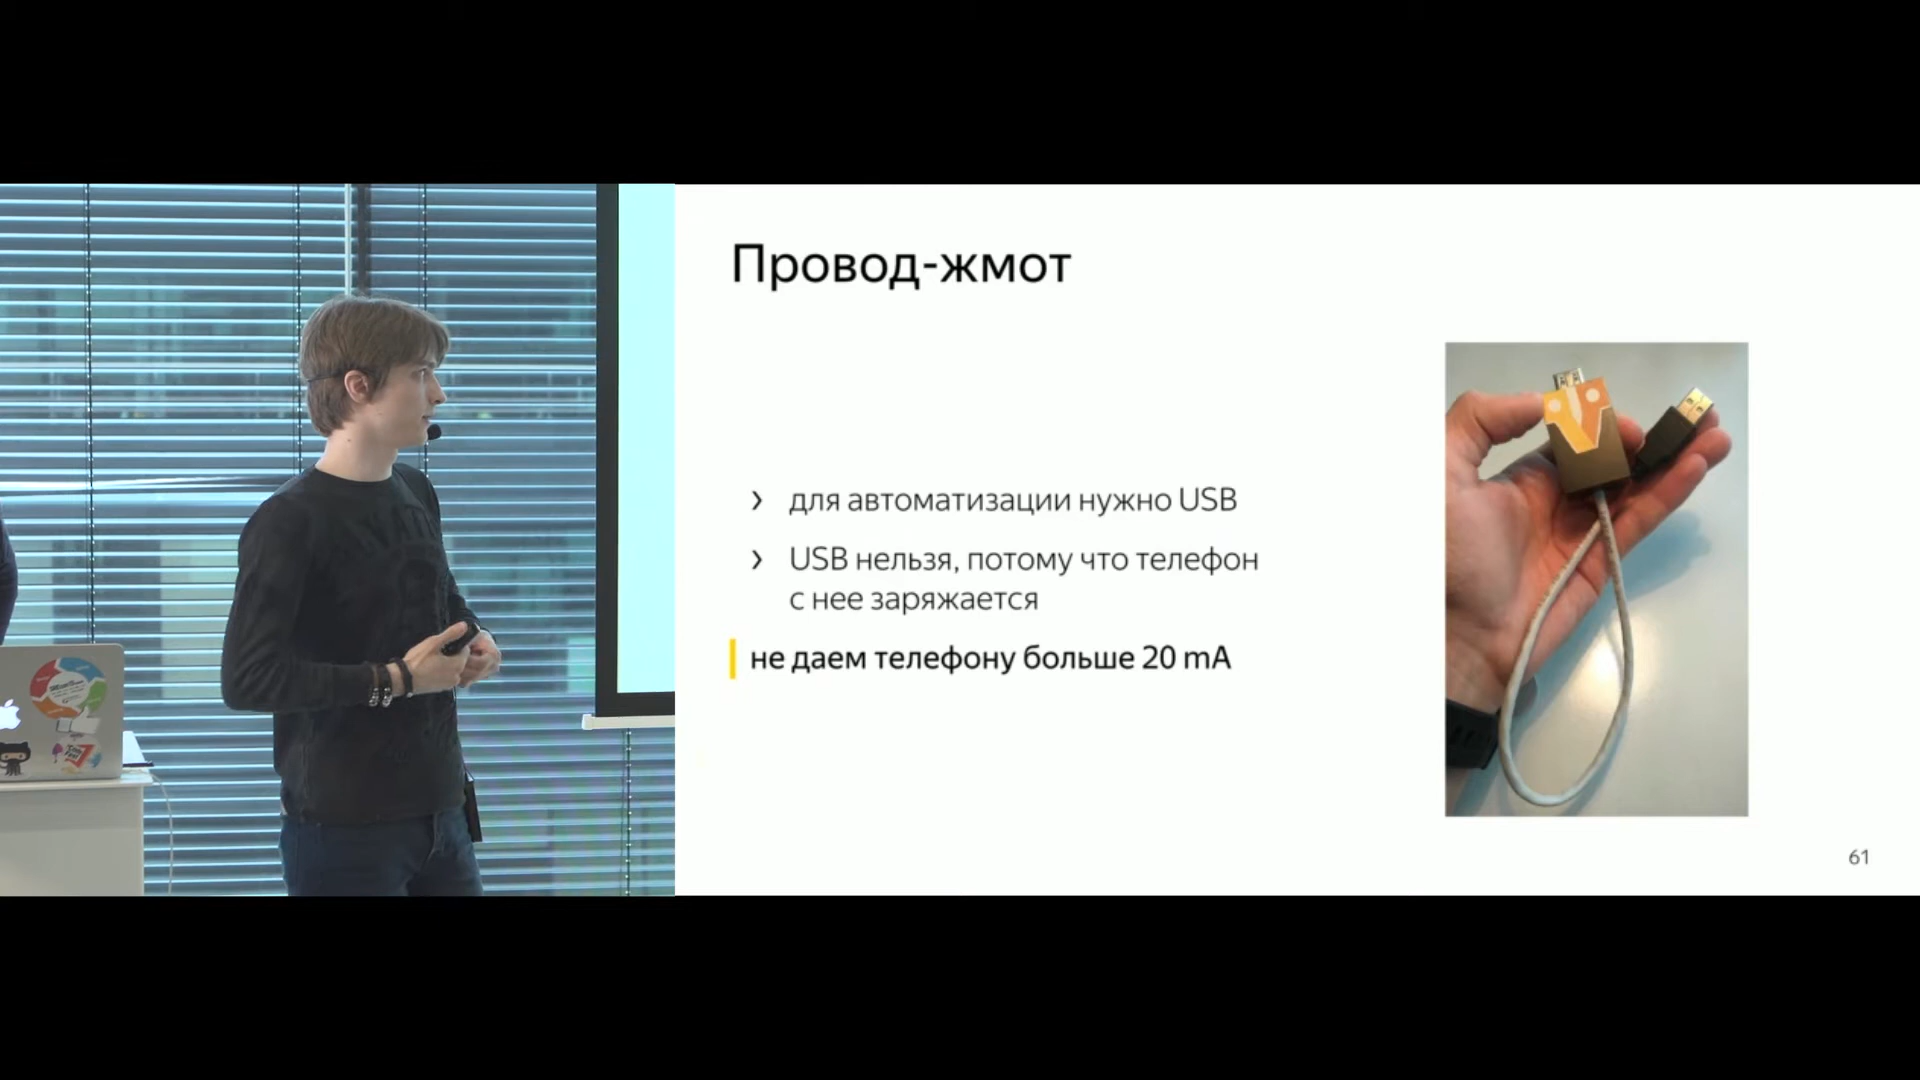 Провод-жмот
› для автоматизации нужно USB
› USB нельзя, потому что телефон
с нее заряжается
не даем телефону больше 20 mA
61